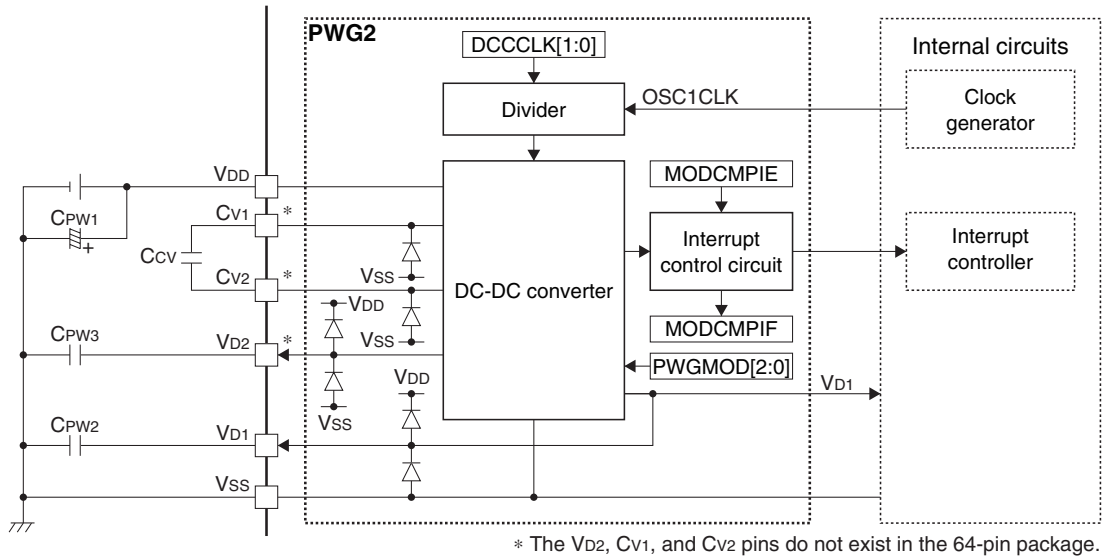 PWG2
DCCCLK[1:0]
Internal circuits
Divider
OSC1CLK
Clock
generator
VDD
MODCMPIE
CPW1
+
CV1 *
CCV
VSS
Interrupt
control circuit
Interrupt
controller
CV2 *
DC-DC converter
VDD
VSS
MODCMPIF
CPW3
VD2 *
PWGMOD[2:0]
VDD
VD1
VSS
CPW2
VD1
VSS
* The VD2, CV1, and CV2 pins do not exist in the 64-pin package.